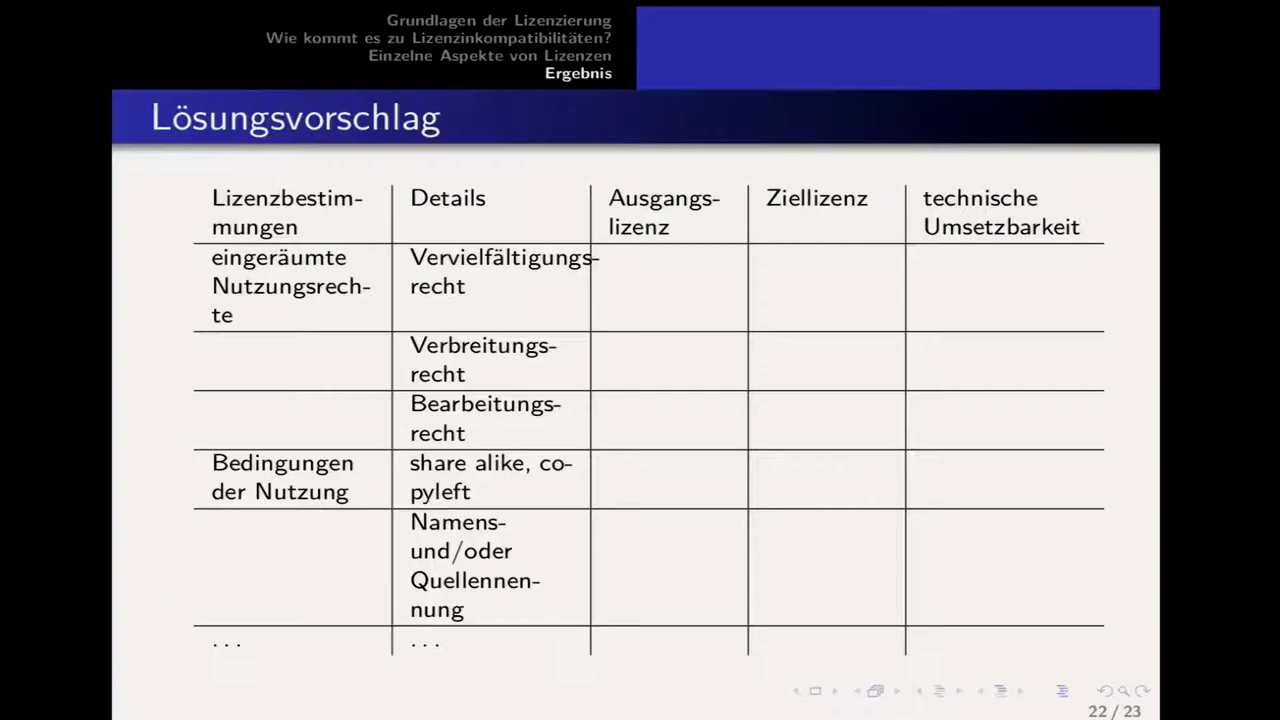 Grundlagen der Lizenzierung
Wie kommt es zu Lizenzinkompatibilitäten?
Einzelne Aspekte von Lizenzen
Ergebnis
Lösungsvorschlag
Lizenzbestim-
mungen
Details
Ausgangs-
lizenz
Ziellizenz
technische
Umsetzbarkeit
eingeräumte
Nutzungsrech-
te
Vervielfältigungs-
recht
Verbreitungs-
recht
Bearbeitungs-
recht
Bedingungen
der Nutzung
share alike, co-
pyleft
Namens-
und/oder
Quellennen-
nung
. . .
. . .
22 / 23